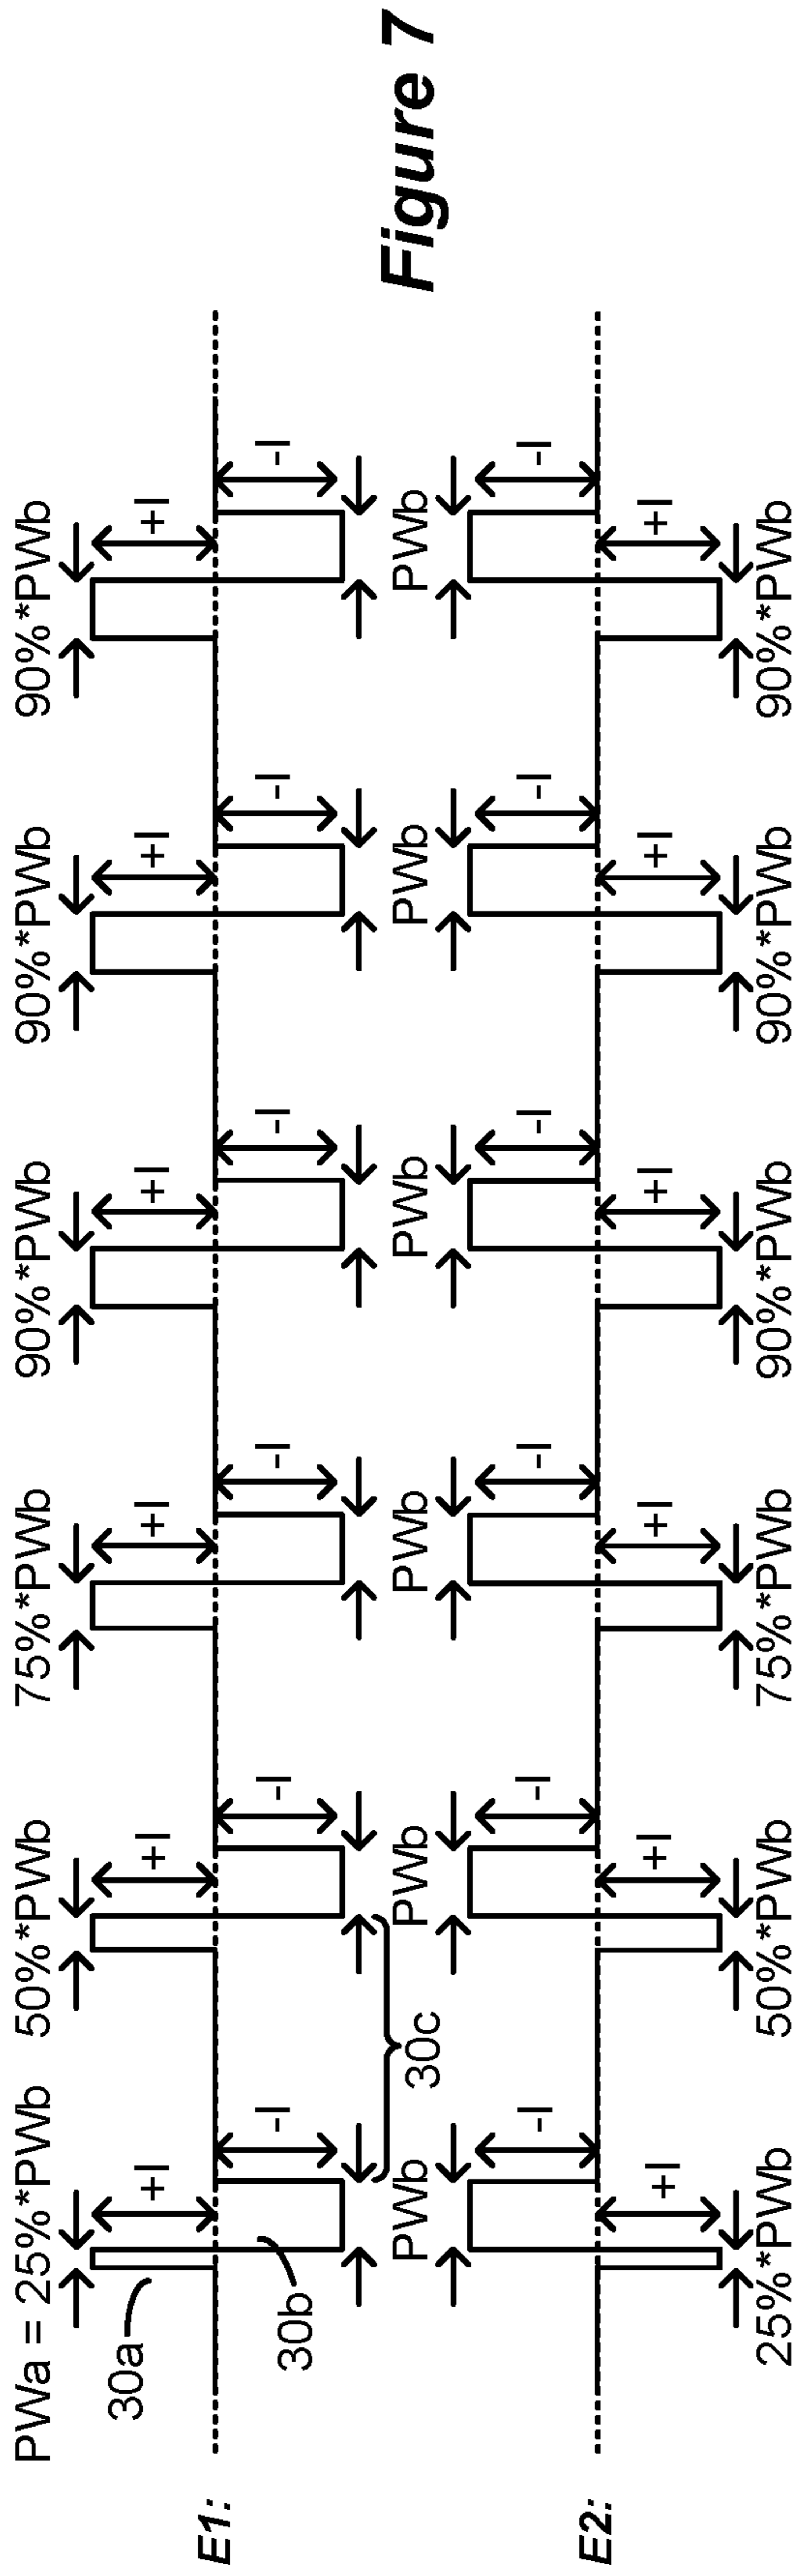 PWa = 25%*PWb 50%*PWb 75%*PWb 90%*PWb 90%*PWb 90%*PWb
30a +I +I +I +I +I +I
E1:
30b -I -I -I -I -I -I
PWb 30c PWb PWb PWb PWb PWb Figure 7
-I -I -I -I -I -I
E2:
+I +I +I +I +I +I
25%*PWb 50%*PWb 75%*PWb 90%*PWb 90%*PWb 90%*PWb